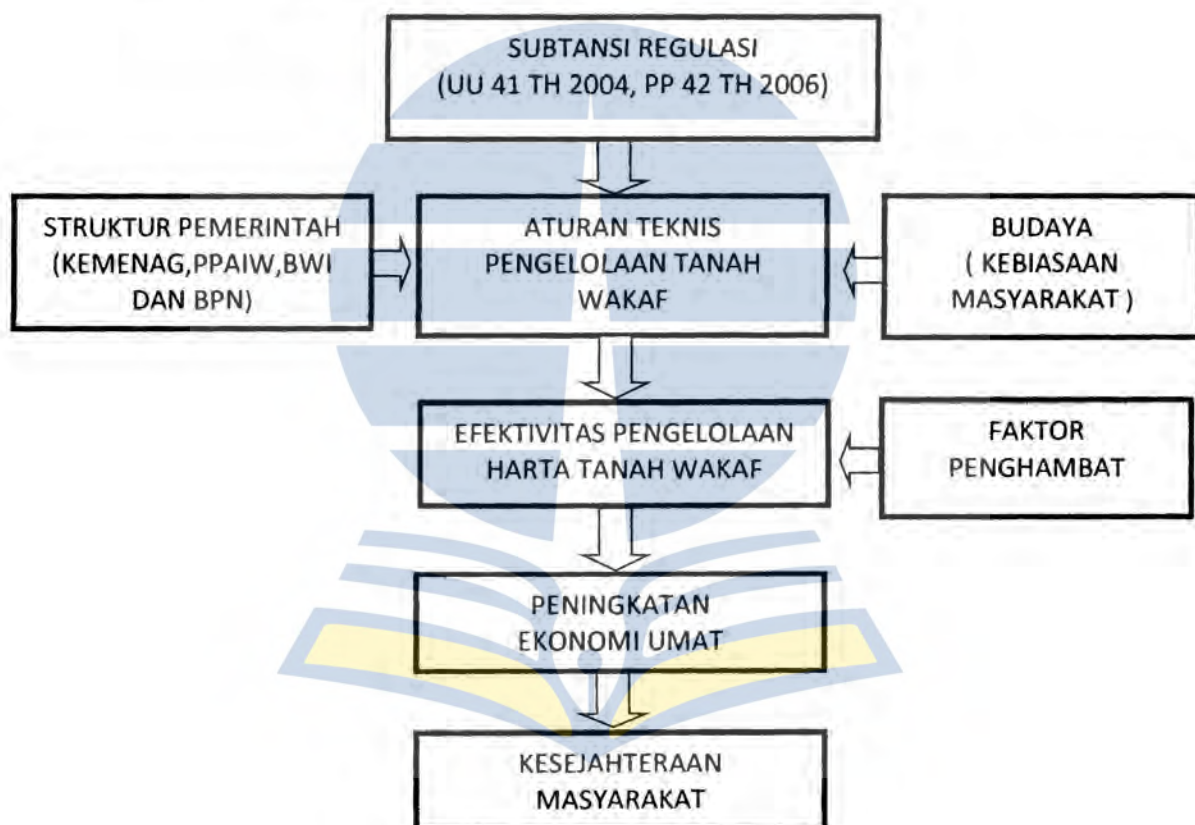 SUBTANSI REGULASI
(UU 41 TH 2004, PP 42 TH 2006)
STRUKTUR PEMERINTAH
(KEMENAG,PPAIW,BWI
DAN BPN)
ATURAN TEKNIS
PENGELOLAAN TANAH
WAKAF
BUDAYA
( KEBIASAAN
MASYARAKAT )
EFEKTIVITAS PENGELOLAAN
HARTA TANAH WAKAF
FAKTOR
PENGHAMBAT
PENINGKATAN
EKONOMI UMAT
KESEJAHTERAAN
MASYARAKAT